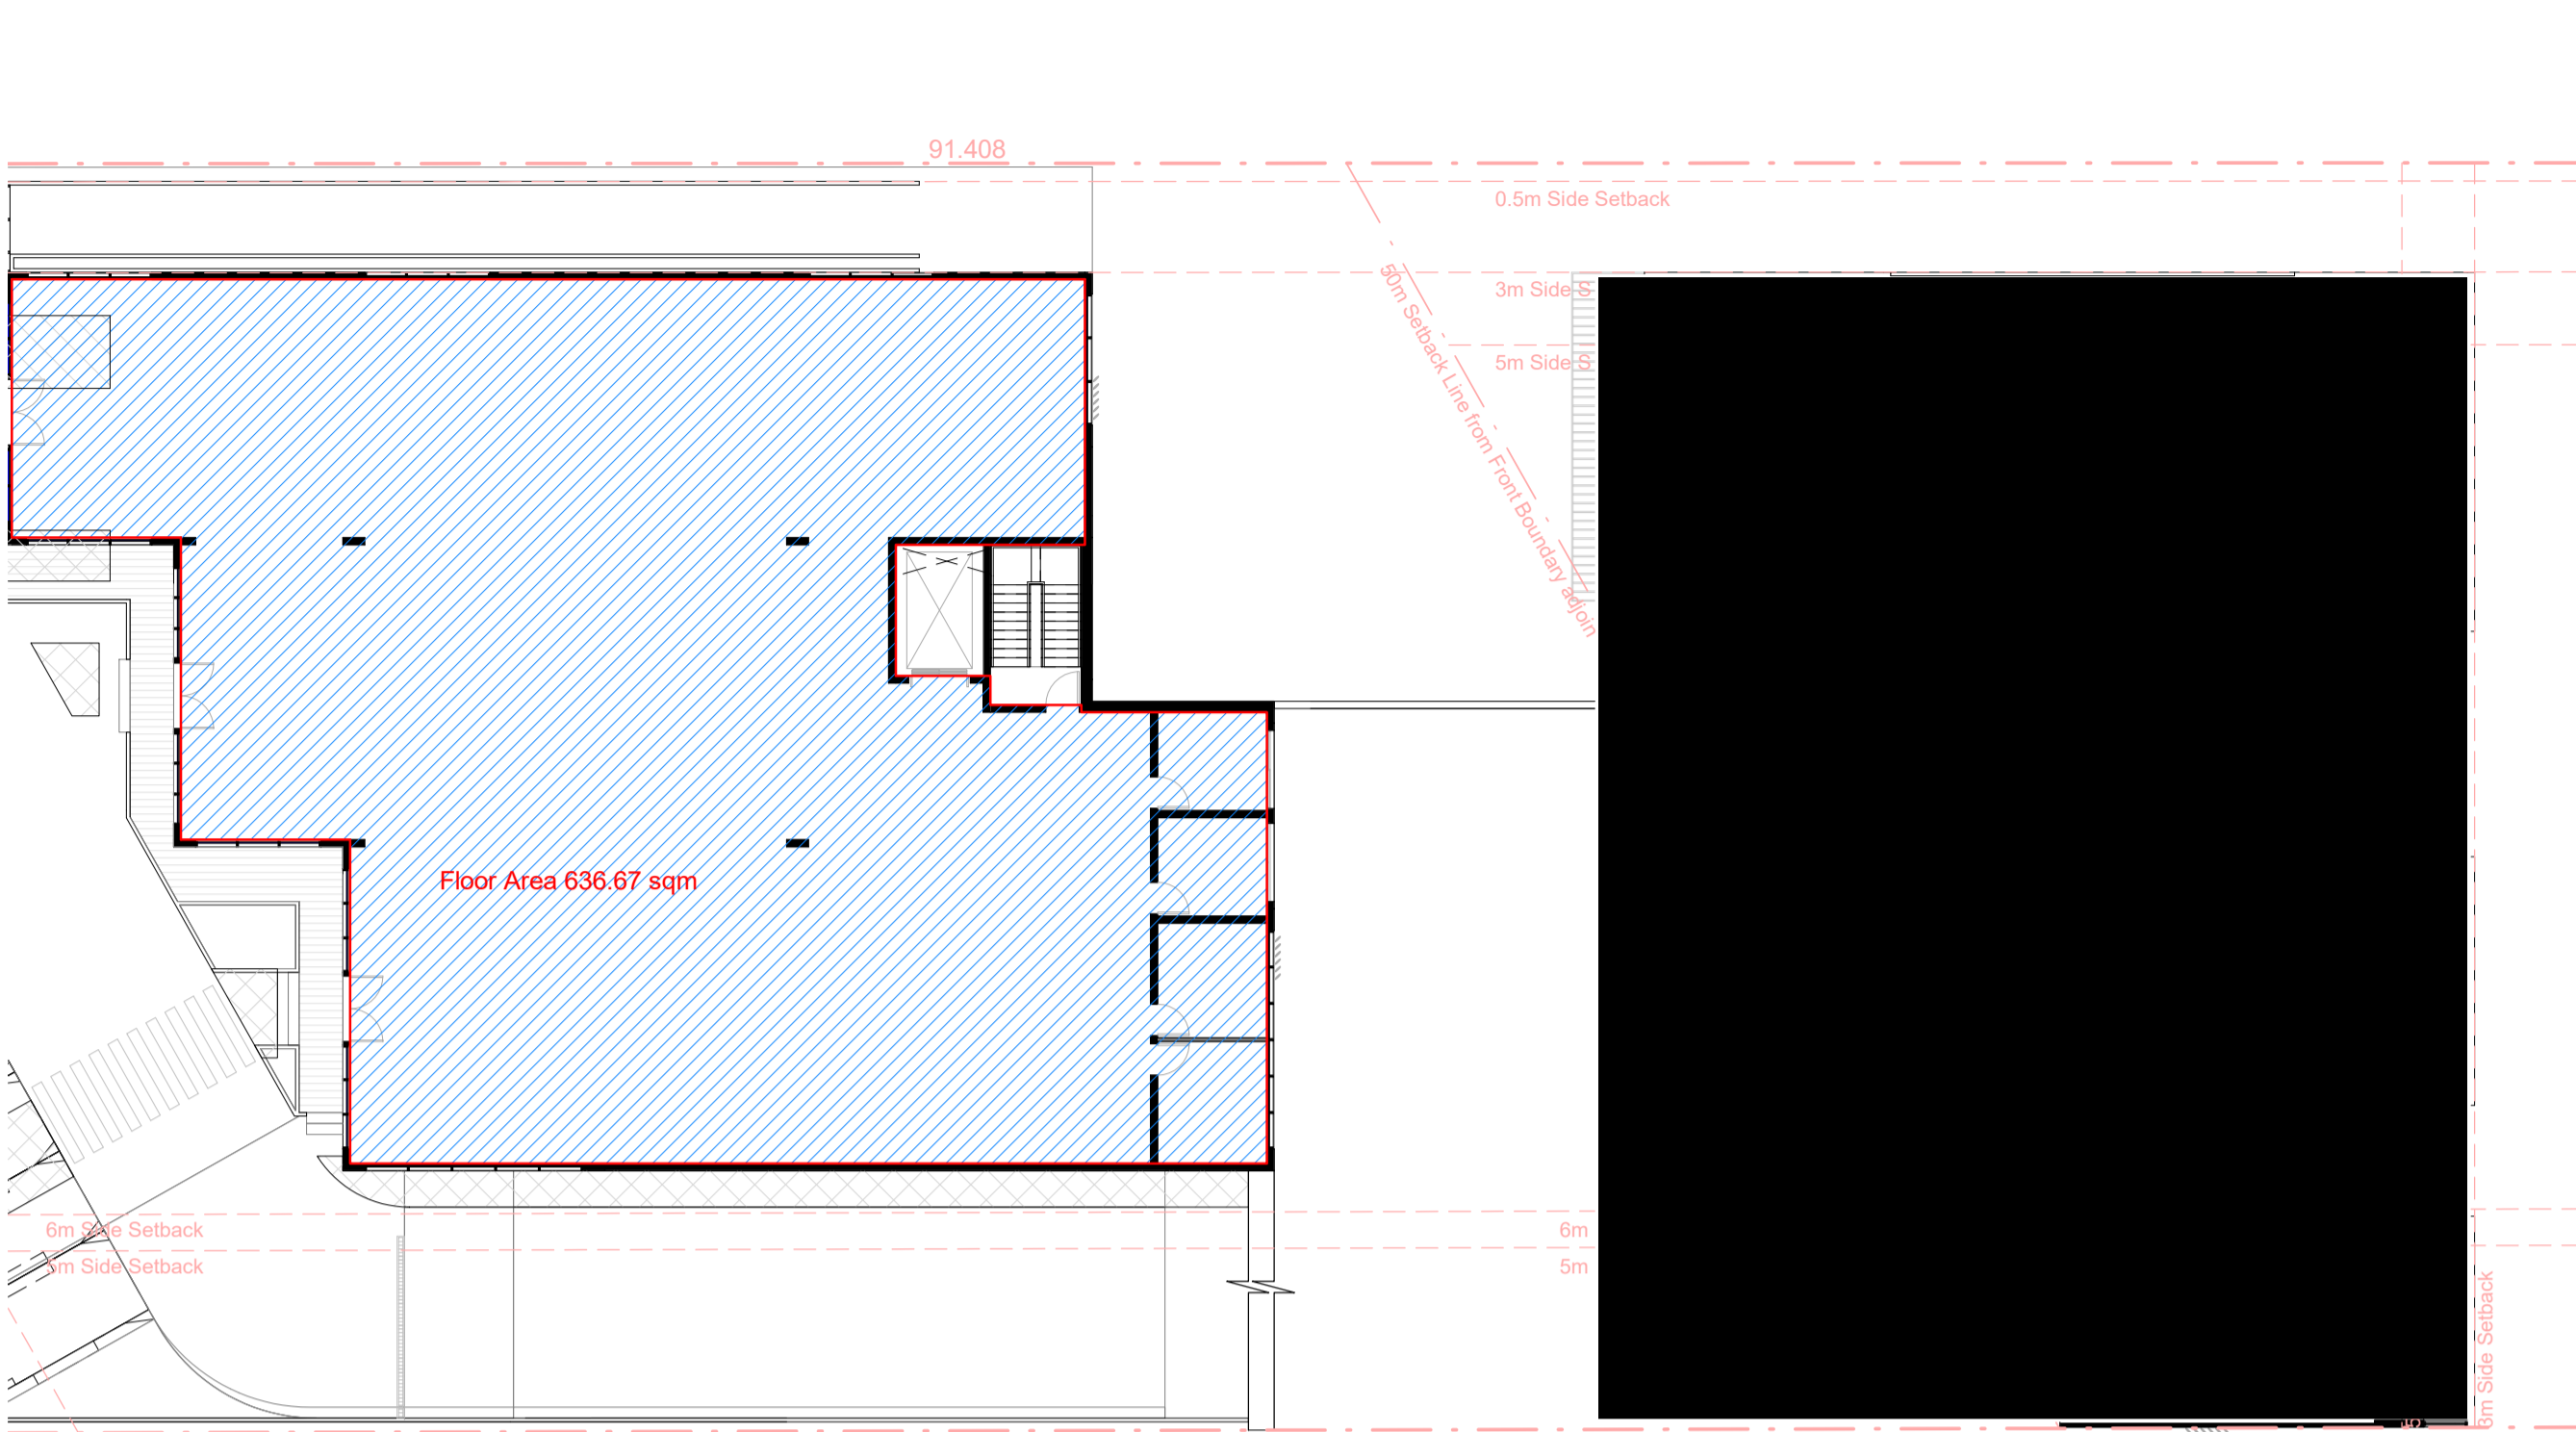 91.408
0.5m Side Setback
3m Side S
50m Setback Line from Front Boundary adjoin
5m Side S
Floor Area 636.67 sqm
6m Side Setback
6m
5m Side Setback
5m
3m Side Setback